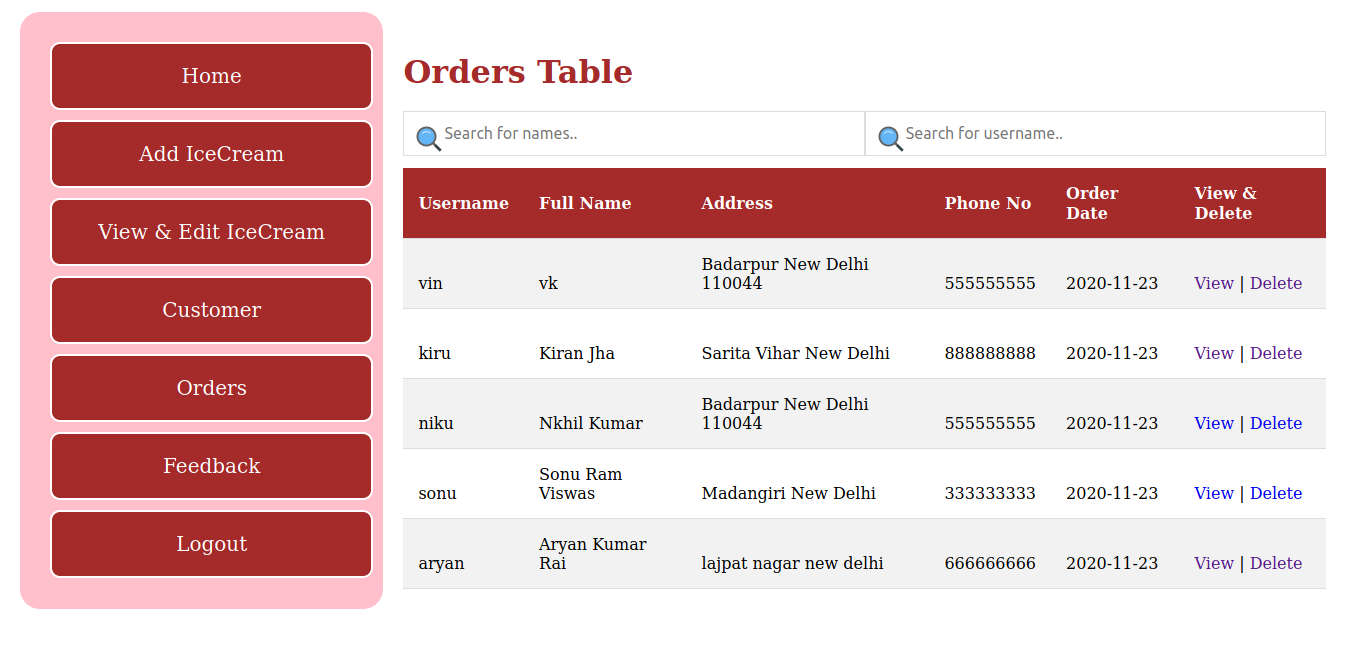 Home
Add IceCream
View & Edit IceCream
Customer
Orders
Feedback
Logout
Orders Table
Search for names..
Search for username..
Username Full Name Address Phone No Order Date View & Delete
vin vk Badarpur New Delhi 110044 555555555 2020-11-23 View | Delete
kiru Kiran Jha Sarita Vihar New Delhi 888888888 2020-11-23 View | Delete
niku Nkhil Kumar Badarpur New Delhi 110044 555555555 2020-11-23 View | Delete
sonu Sonu Ram Viswas Madangiri New Delhi 333333333 2020-11-23 View | Delete
aryan Aryan Kumar Rai lajpat nagar new delhi 666666666 2020-11-23 View | Delete